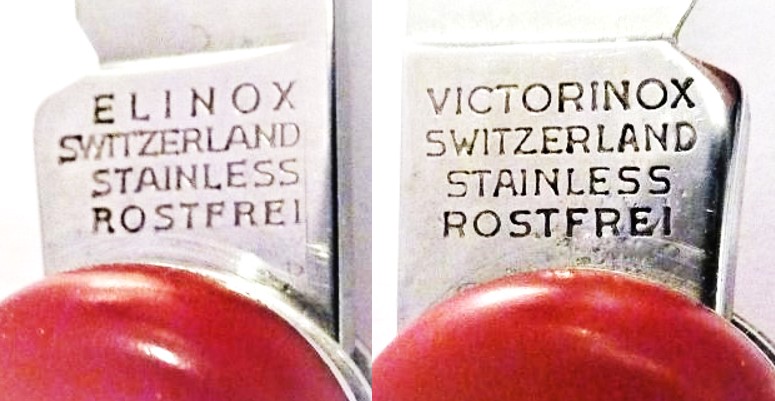 ELINOX
SWITZERLAND
STAINLESS
ROSTFREI
VICTORINOX
SWITZERLAND
STAINLESS
ROSTFREI